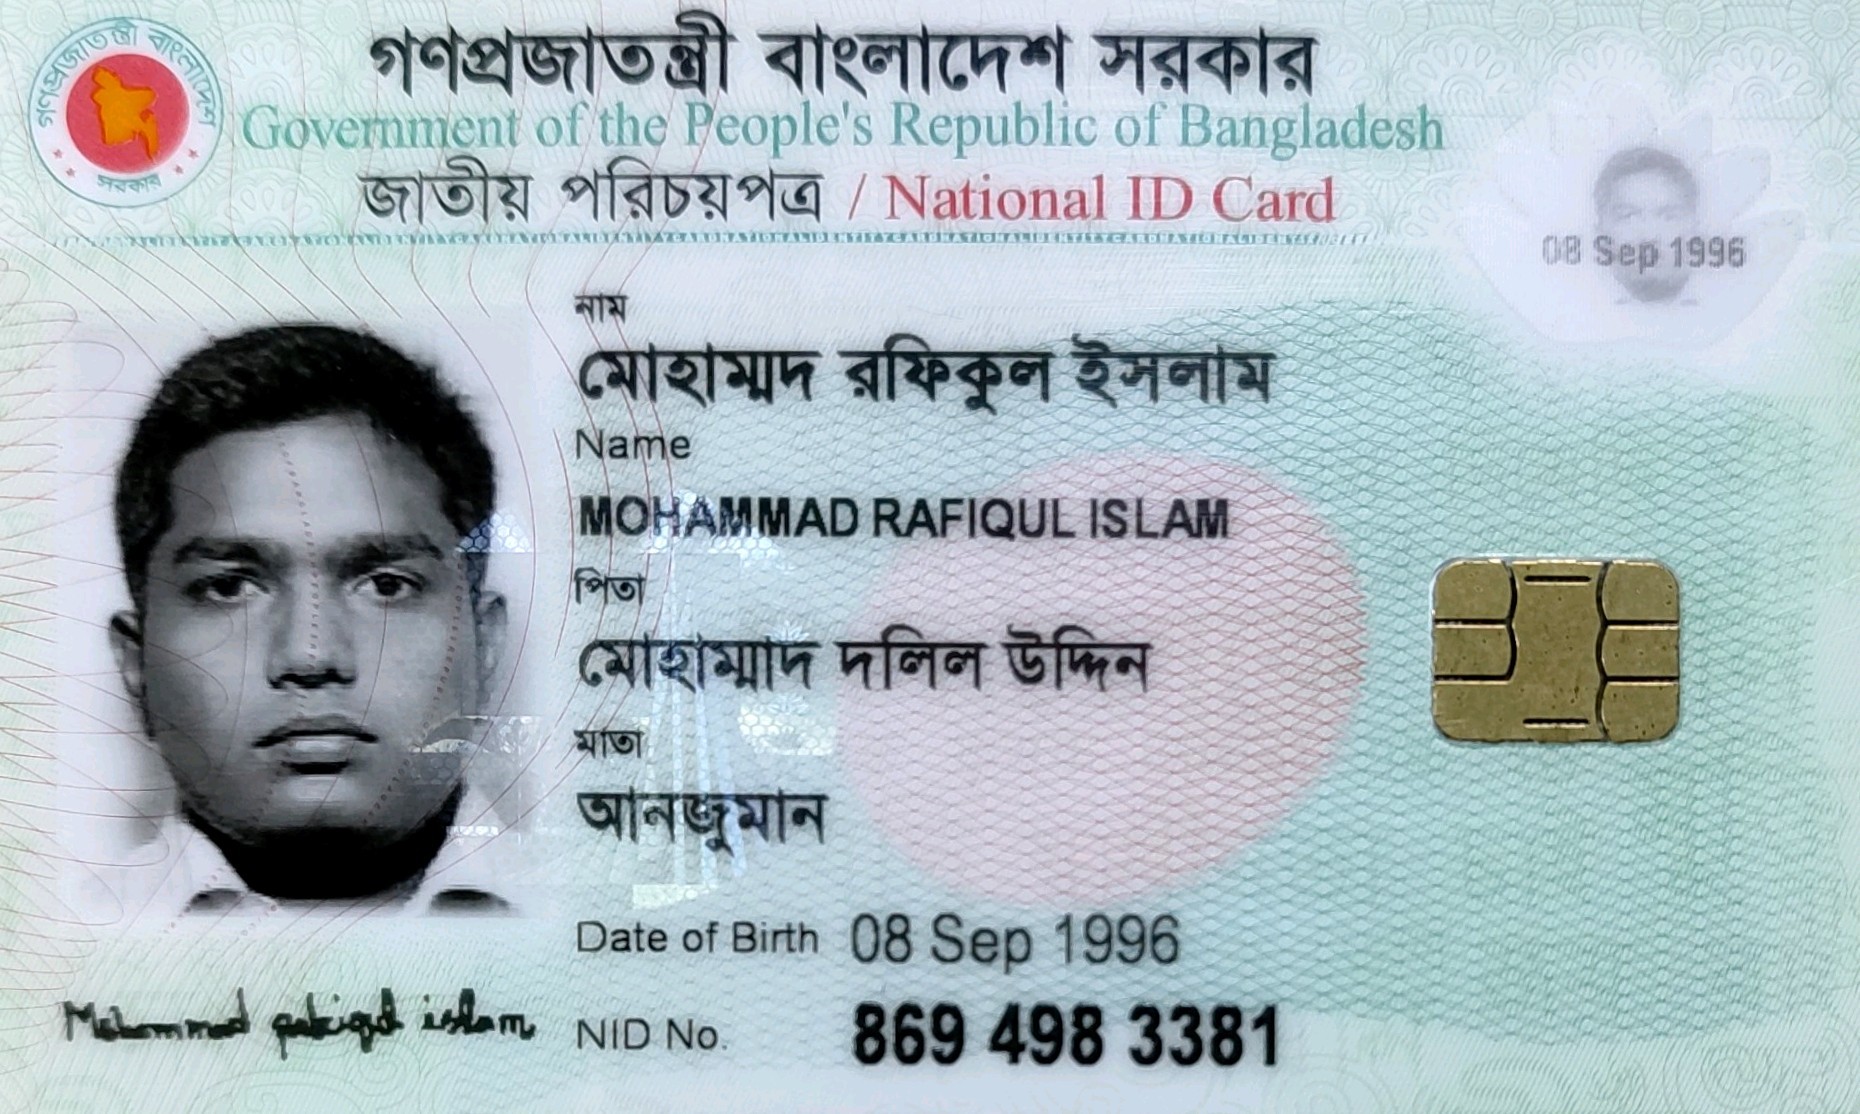 গণপ্রজাতন্ত্রী বাংলাদেশ
সরকার
গণপ্রজাতন্ত্রী বাংলাদেশ সরকার
Government of the People's Republic of Bangladesh
জাতীয় পরিচয়পত্র / National ID Card
08 Sep 1996
নাম
মোহাম্মদ রফিকুল ইসলাম
Name
MOHAMMAD RAFIQUL ISLAM
পিতা
মোহাম্মাদ দলিল উদ্দিন
মাতা
আনজুমান
Date of Birth 08 Sep 1996
Mohammad rafiqul islam
NID No. 869 498 3381